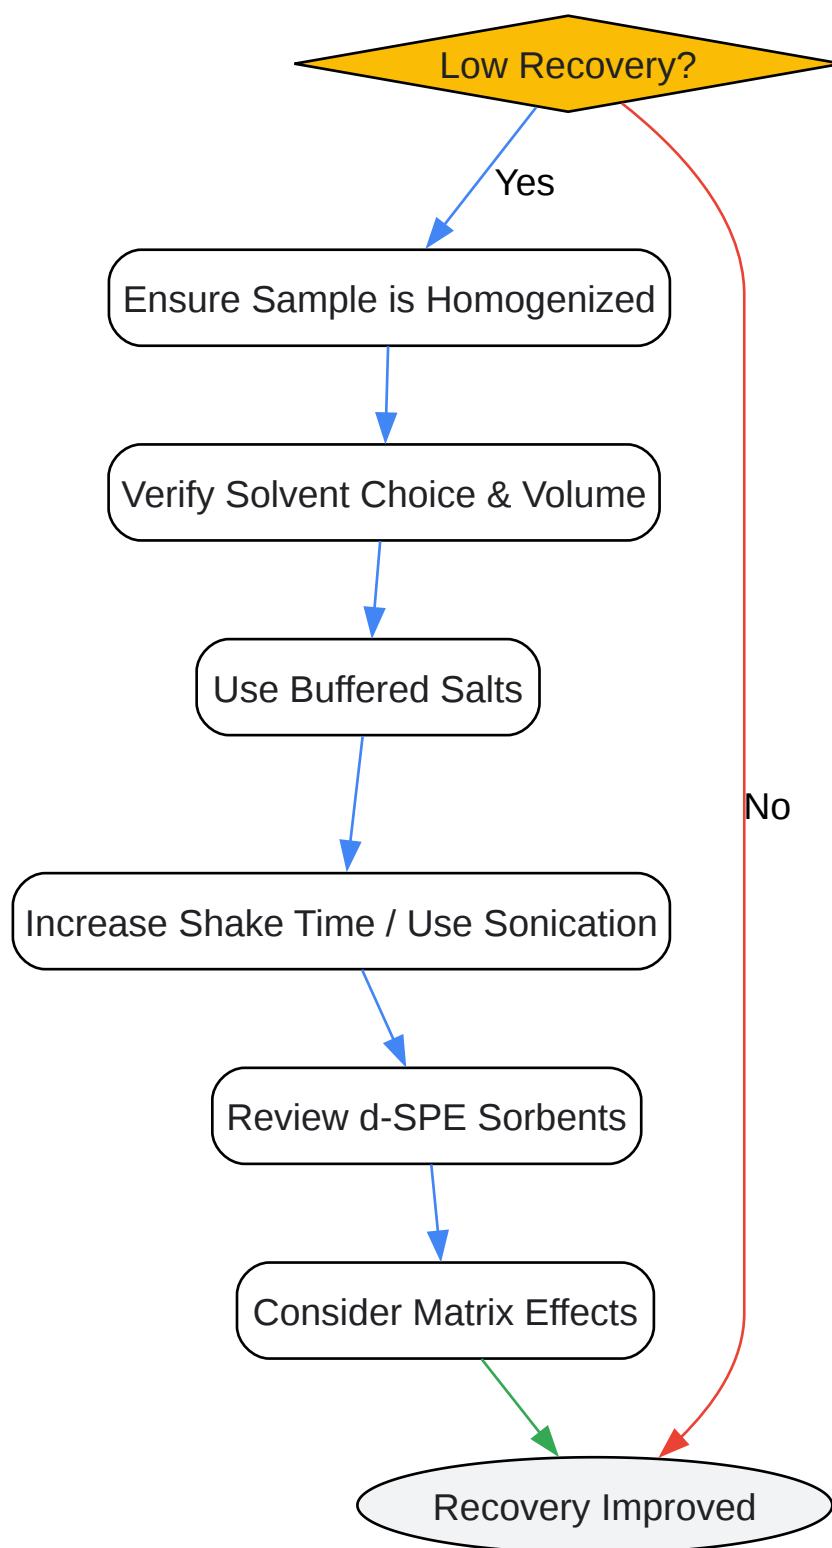 Low Recovery?
Yes
Ensure Sample is Homogenized
Verify Solvent Choice & Volume
Use Buffered Salts
No
Increase Shake Time / Use Sonication
Review d-SPE Sorbents
Consider Matrix Effects
Recovery Improved